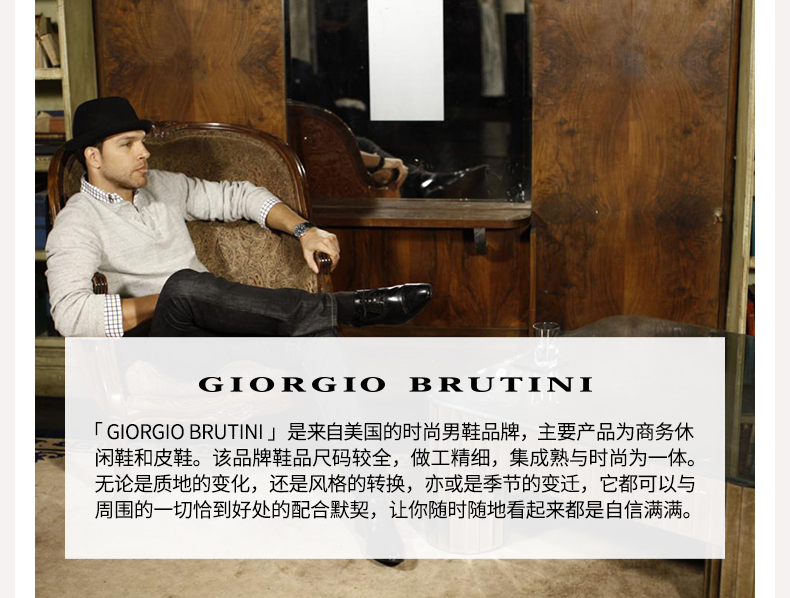 GIORGIO BRUTINI
「 GIORGIO BRUTINI 」是来自美国的时尚男鞋品牌，主要产品为商务休
闲鞋和皮鞋。该品牌鞋品尺码较全，做工精细，集成熟与时尚为一体。
无论是质地的变化，还是风格的转换，亦或是季节的变迁，它都可以与
周围的一切恰到好处的配合默契，让你随时随地看起来都是自信满满。